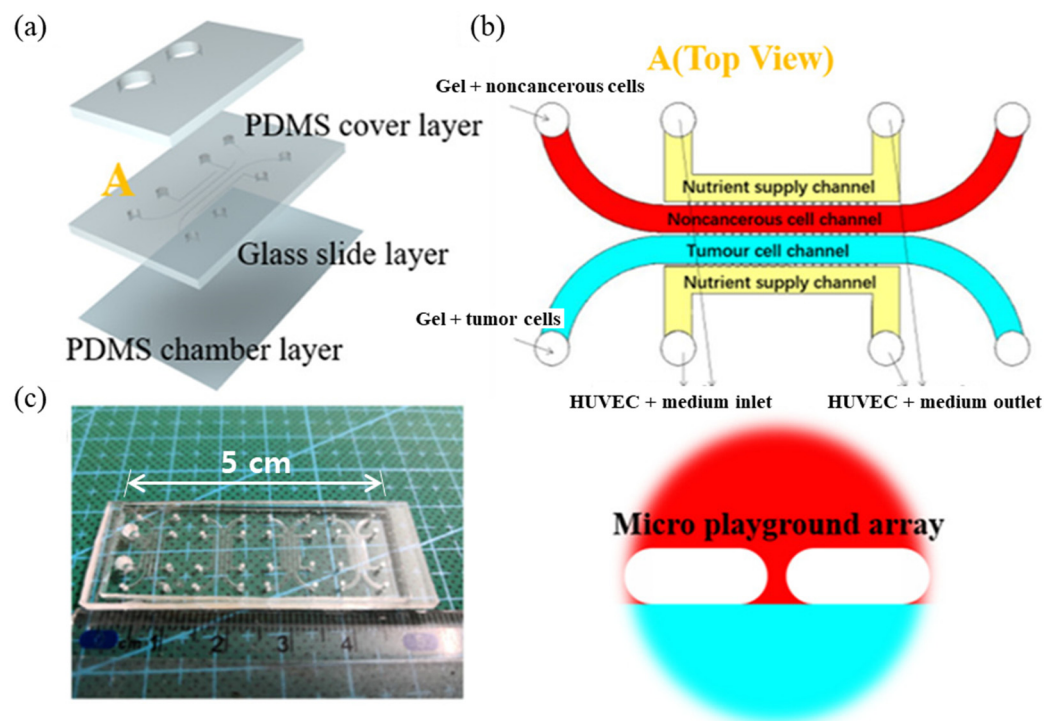 (a)
PDMS cover layer
A
Glass slide layer
PDMS chamber layer
(b)
A(Top View)
Gel + noncancerous cells
Nutrient supply channel
Noncancerous cell channel
Tumour cell channel
Nutrient supply channel
Gel + tumor cells
HUVEC + medium inlet
HUVEC + medium outlet
Micro playground array
(c)
5 cm
0 cm 1 2 3 4